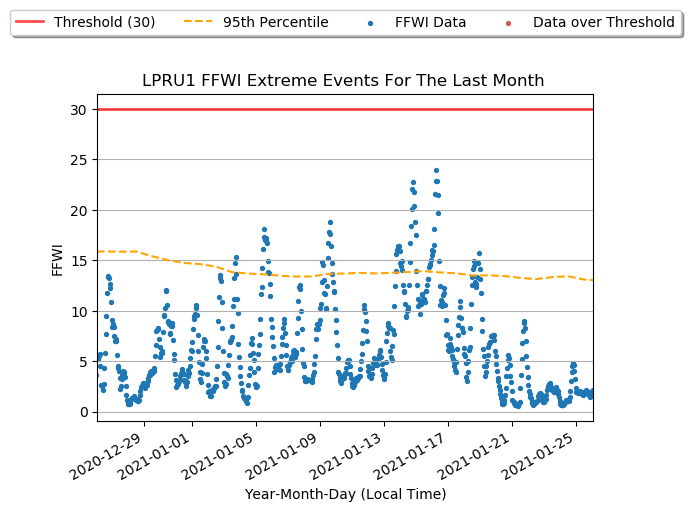 Threshold (30) 95th Percentile FFWI Data Data over Threshold
LPRU1 FFWI Extreme Events For The Last Month
30
25
20
15
10
5
0
FFWI
2020-12-29 2021-01-01 2021-01-05 2021-01-09 2021-01-13 2021-01-17 2021-01-21 2021-01-25
Year-Month-Day (Local Time)